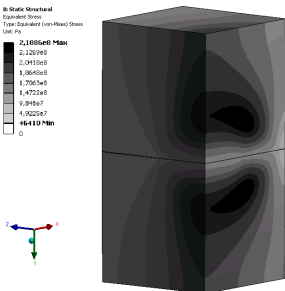 B: Static Structural
Equivalent Stress
Type: Equivalent (von-Mises) Stress
Unit: Pa
2,1886e8 Max
2,1269e8
2,0418e8
1,8648e8
1,7063e8
1,4722e8
9,845e7
4,9225e7
46410 Min
0
Z
X
Y